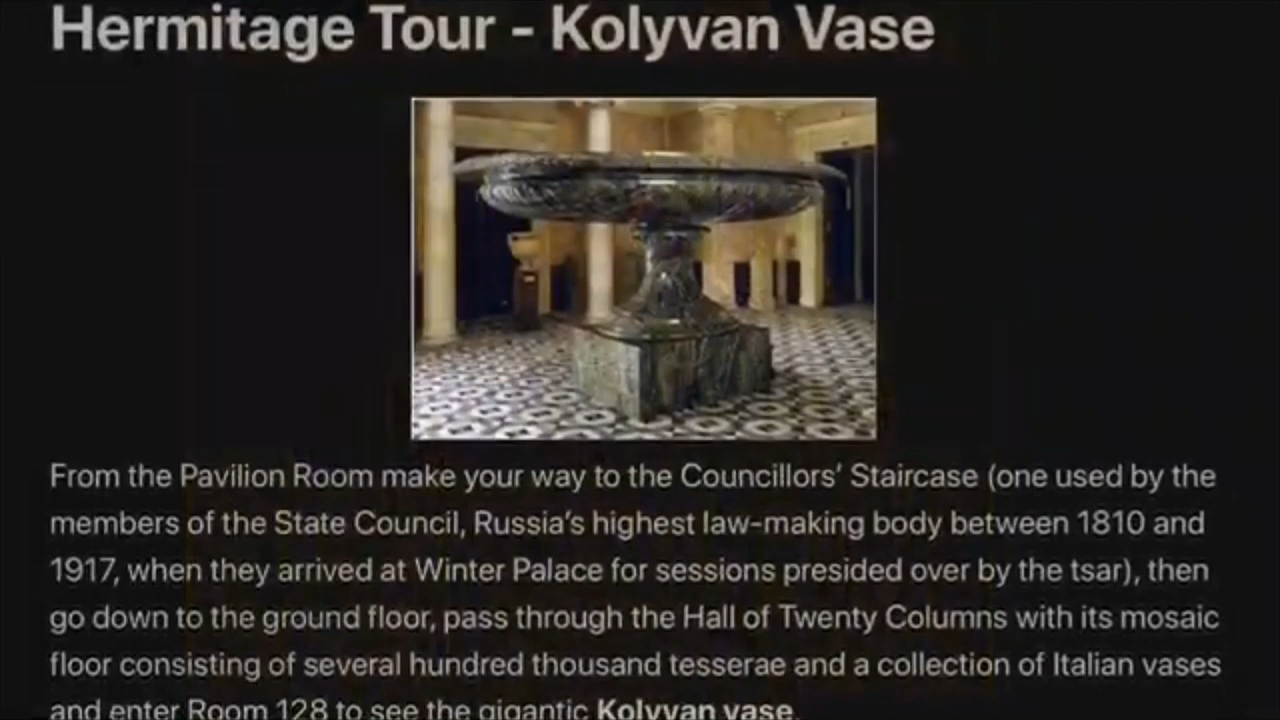 Hermitage Tour - Kolyvan Vase
From the Pavilion Room make your way to the Councillors’ Staircase (one used by the
members of the State Council, Russia’s highest law-making body between 1810 and
1917, when they arrived at Winter Palace for sessions presided over by the tsar), then
go down to the ground floor, pass through the Hall of Twenty Columns with its mosaic
floor consisting of several hundred thousand tesserae and a collection of Italian vases
and enter Room 128 to see the gigantic Kolyvan vase.